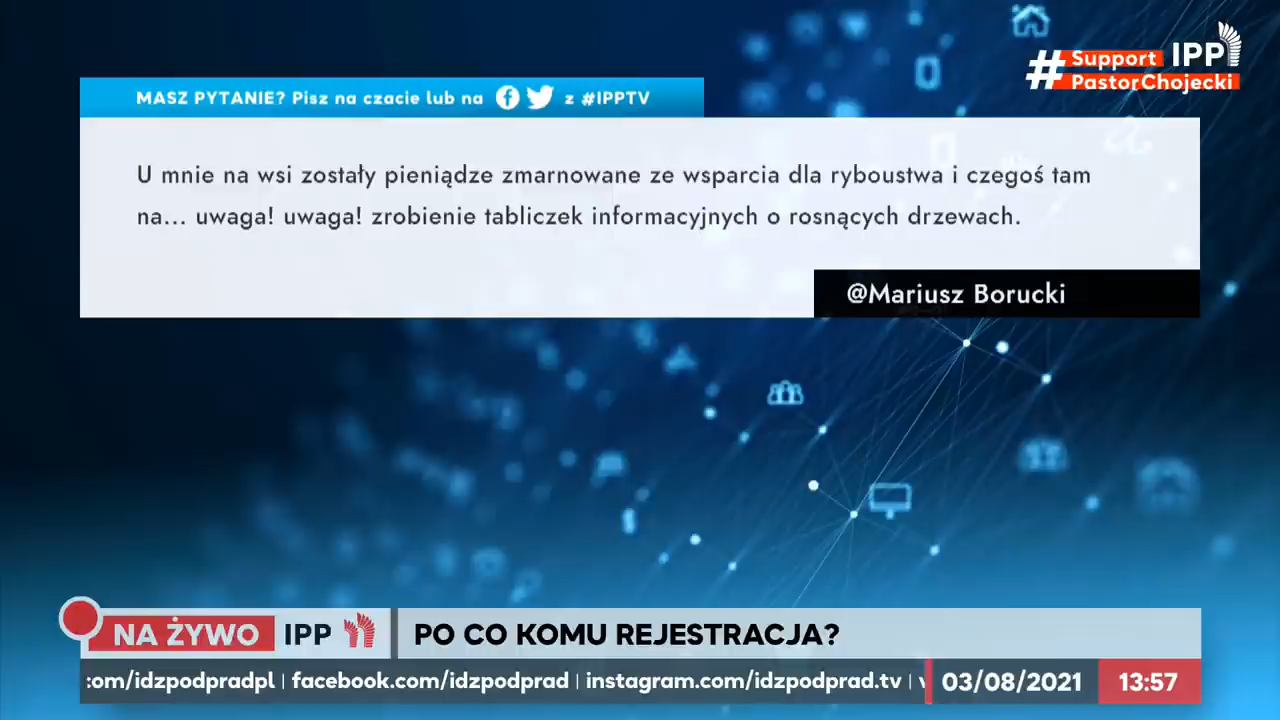 #Support IPP
PastorChojecki
MASZ PYTANIE? Pisz na czacie lub na z #IPPTV
U mnie na wsi zostały pieniądze zmarnowane ze wsparcia dla ryboustwa i czegoś tam
na... uwaga! uwaga! zrobienie tabliczek informacyjnych o rosnących drzewach.
@Mariusz Borucki
NA ŻYWO IPP PO CO KOMU REJESTRACJA?
:om/idzpodpradpl | facebook.com/idzpodprad | instagram.com/idzpodprad.tv | 03/08/2021 13:57